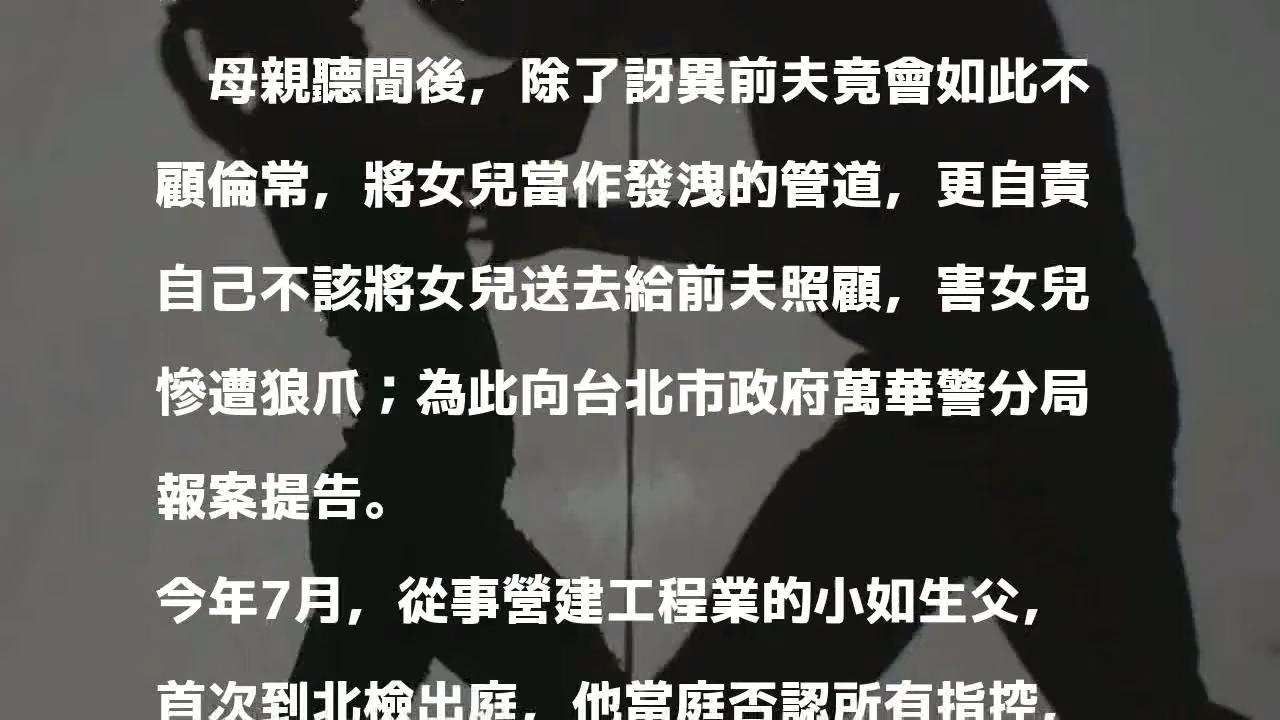 母親聽聞後，除了訝異前夫竟會如此不
顧倫常，將女兒當作發洩的管道，更自責
自己不該將女兒送去給前夫照顧，害女兒
慘遭狼爪；為此向台北市政府萬華警分局
報案提告。
今年7月，從事營建工程業的小如生父，
首次到北檢出庭，他當庭否認所有指控，